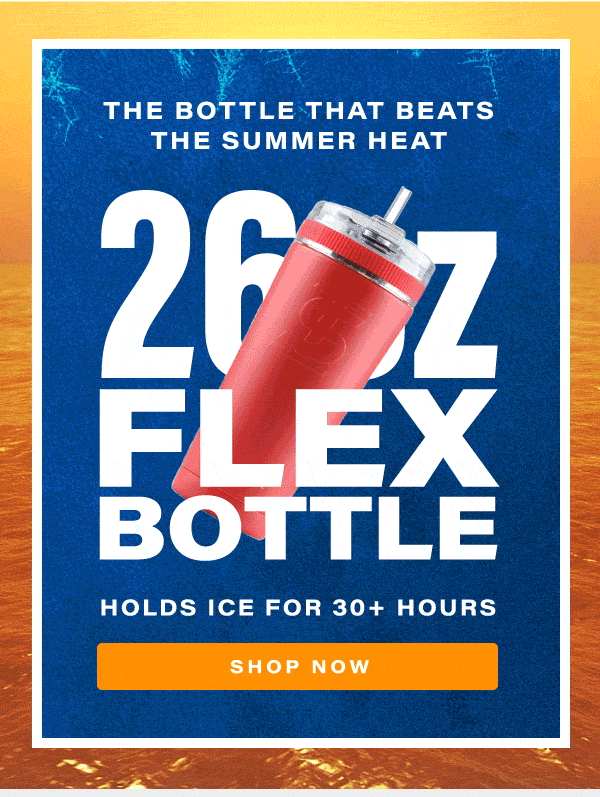 THE BOTTLE THAT BEATS
THE SUMMER HEAT
26oz
FLEX
BOTTLE
HOLDS ICE FOR 30+ HOURS
SHOP NOW